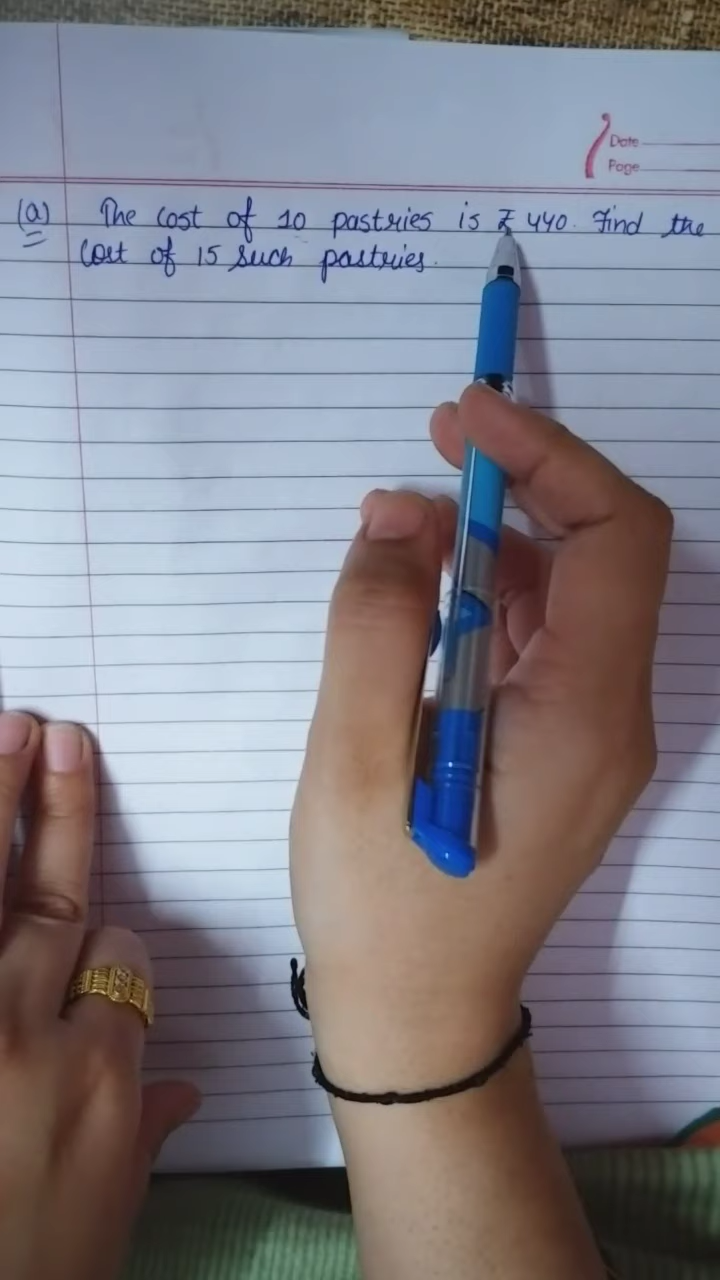 Date
Page
(a) The cost of 10 pastries is ₹ 440. Find the
cost of 15 such pastries.